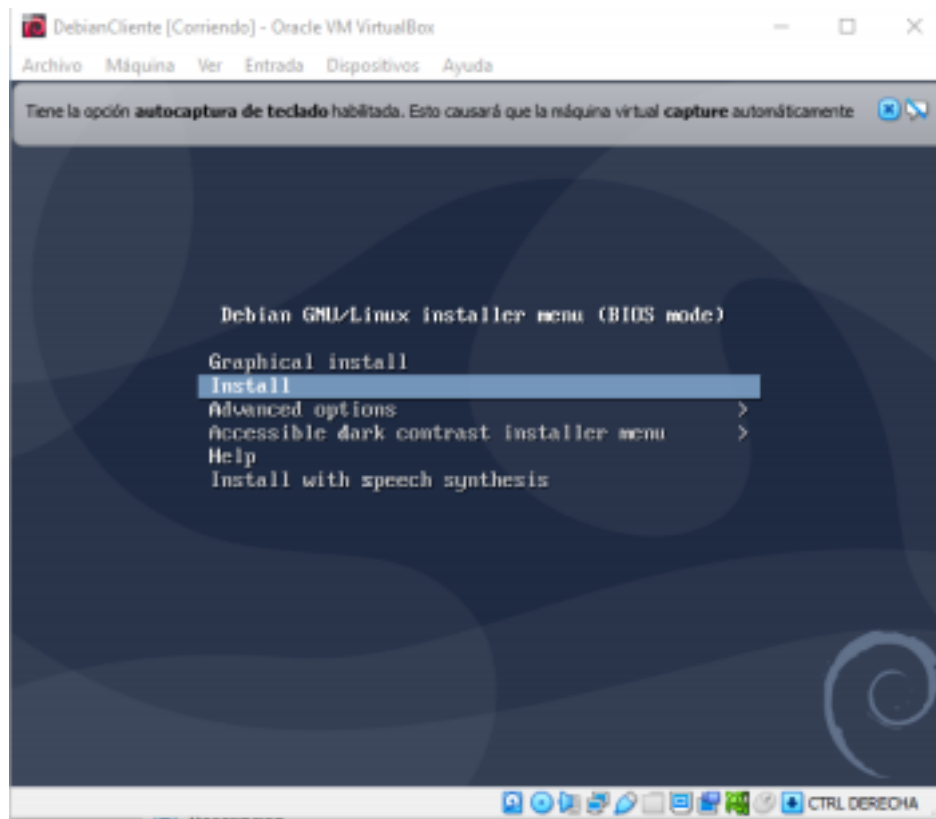 DebianCliente [Corriendo] - Oracle VM VirtualBox
Archivo Máquina Ver Entrada Dispositivos Ayuda
Tiene la opción autocaptura de teclado habilitada. Esto causará que la máquina virtual capture automáticamente
Debian GNU/Linux installer menu (BIOS mode)
Graphical install
Install
Advanced options >
Accessible dark contrast installer menu >
Help
Install with speech synthesis
CTRL DERECHA